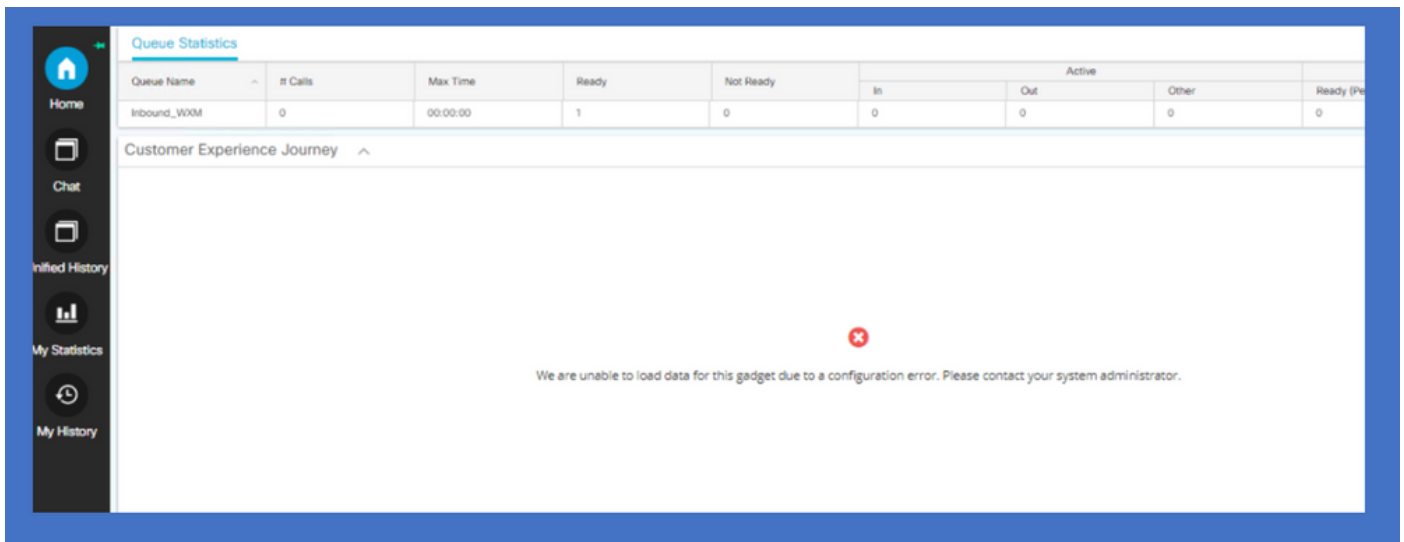 Queue Statistics
Queue Name # Calls Max Time Ready Not Ready Active
In Out Other Ready (Pe
Inbound_WXM 0 00:00:00 1 0 0 0 0 0
Customer Experience Journey
Home
Chat
nified History
My Statistics
My History
We are unable to load data for this gadget due to a configuration error. Please contact your system administrator.